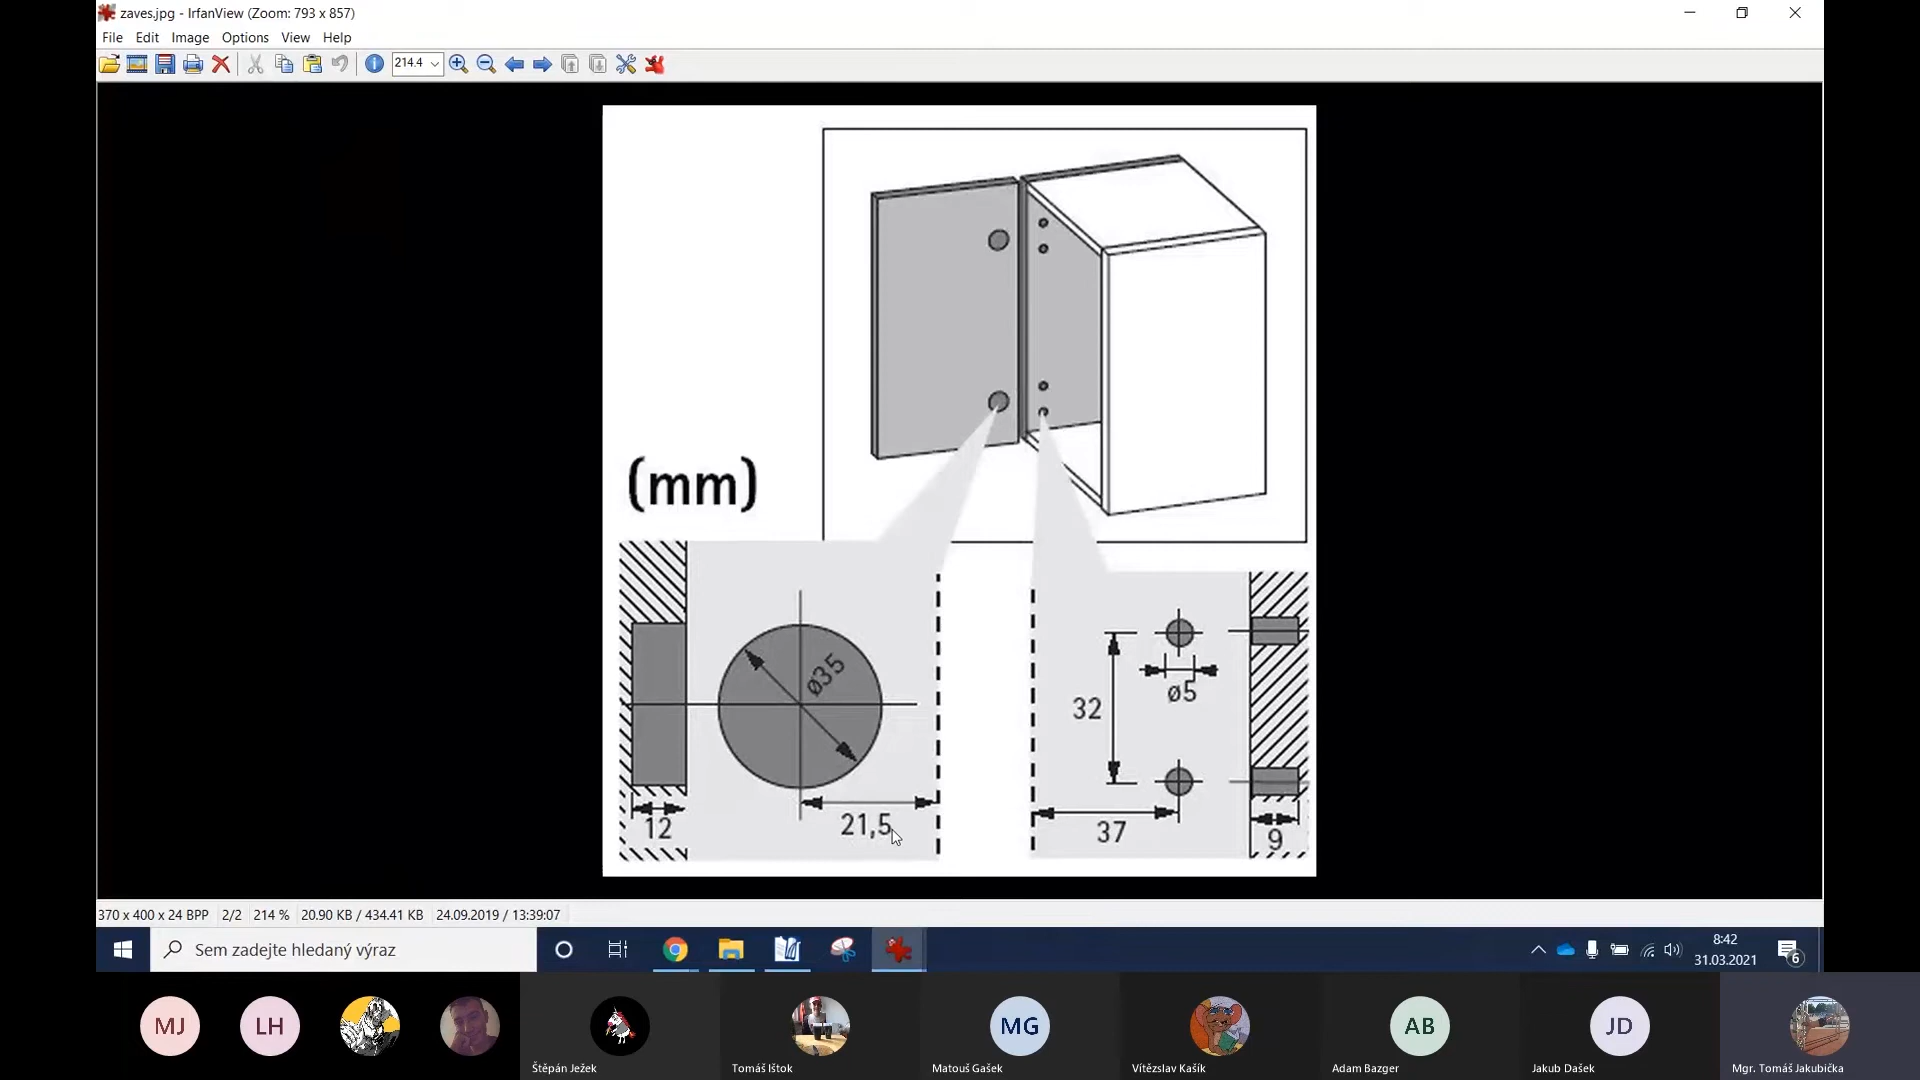 zaves.jpg - IrfanView (Zoom: 793 x 857)
File Edit Image Options View Help
214.4
(mm)
ø35
ø5
32
21,5
12
37
9
370 x 400 x 24 BPP 2/2 214 % 20.90 KB / 434.41 KB 24.09.2019 / 13:39:07
Sem zadejte hledaný výraz
8:42
31.03.2021
6
MJ LH MG AB JD
Štěpán Ježek Tomáš Ištok Matouš Gašek Vítězslav Kašík Adam Bazger Jakub Dašek Mgr. Tomáš Jakubička